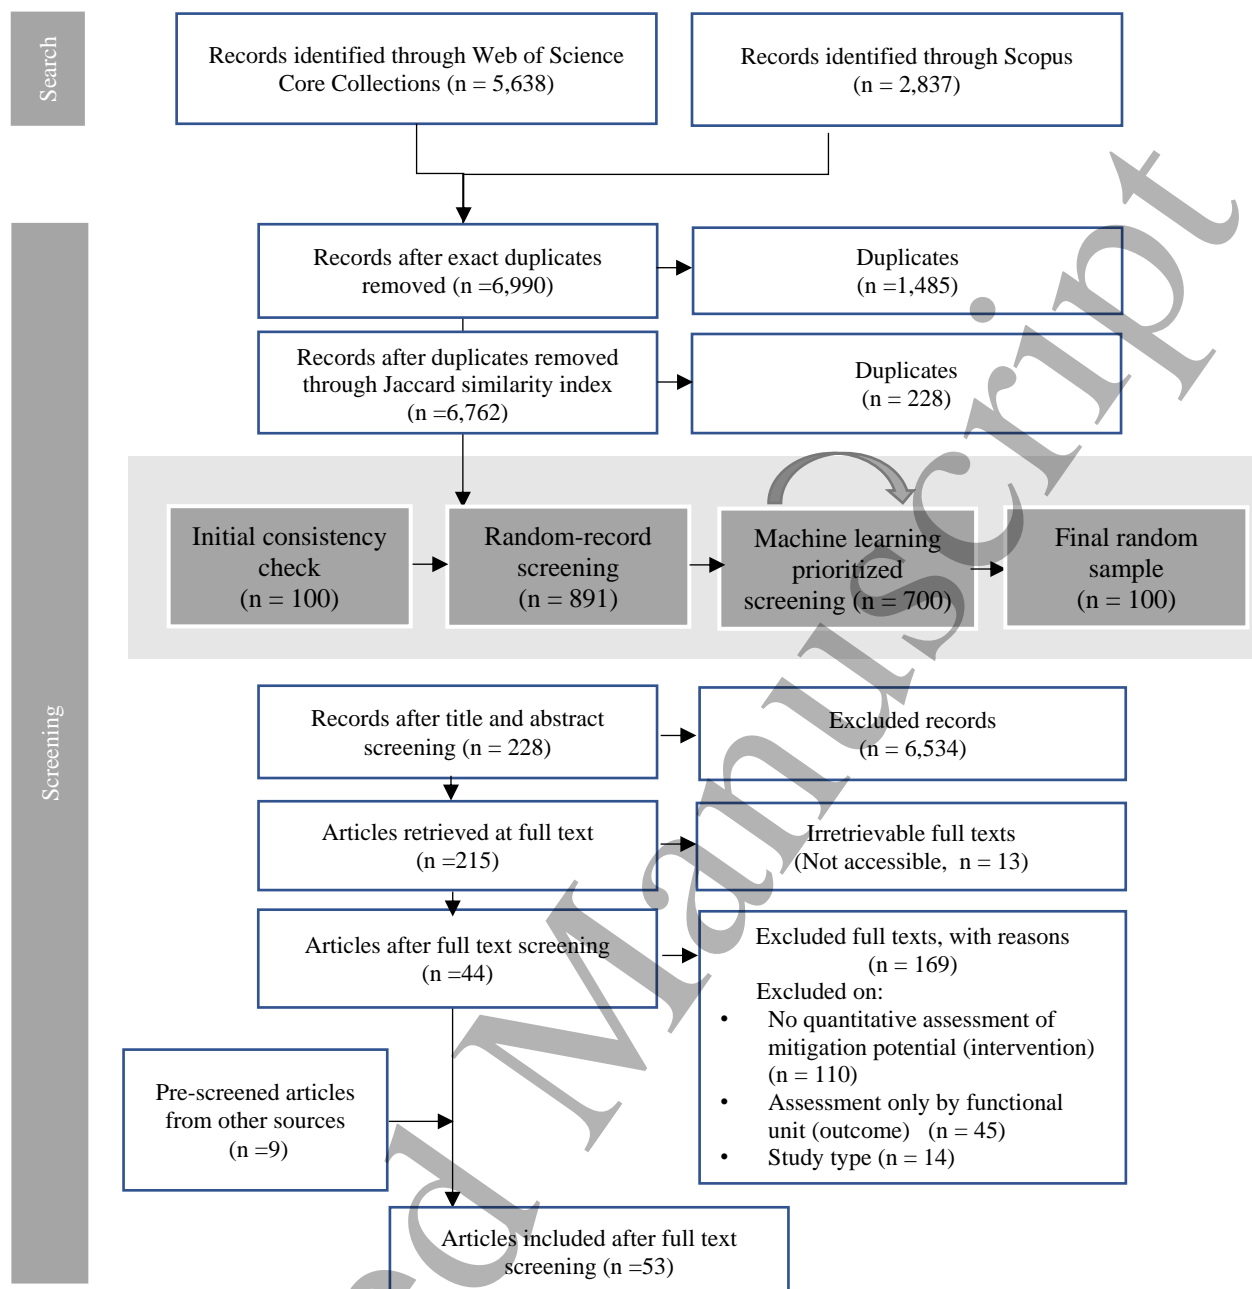 Search
Records identified through Web of Science
Core Collections (n = 5,638)
Records identified through Scopus
(n = 2,837)
Screening
Records after exact duplicates
removed (n =6,990)
Duplicates
(n =1,485)
Records after duplicates removed
through Jaccard similarity index
(n =6,762)
Duplicates
(n = 228)
Initial consistency
check
(n = 100)
Random-record
screening
(n = 891)
Machine learning
prioritized
screening (n = 700)
Final random
sample
(n = 100)
Records after title and abstract
screening (n = 228)
Excluded records
(n = 6,534)
Articles retrieved at full text
(n =215)
Irretrievable full texts
(Not accessible,  n = 13)
Articles after full text screening
(n =44)
Excluded full texts, with reasons
(n = 169)
Excluded on:
• No quantitative assessment of
mitigation potential (intervention)
(n = 110)
• Assessment only by functional
unit (outcome)   (n = 45)
• Study type (n = 14)
Pre-screened articles
from other sources
(n =9)
Articles included after full text
screening (n =53)
ed Manuscript